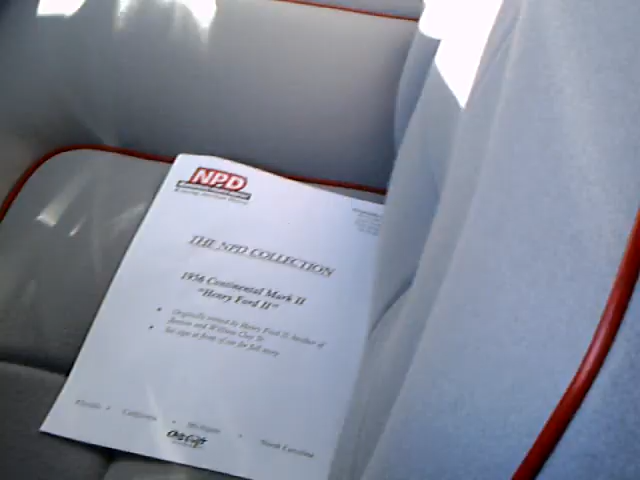 NPD
THE NPD COLLECTION
1956 Continental Mark II
"Henry Ford II"
• Originally owned by Henry Ford II, brother of
Benson and William Clay Sr.
• See sign at front of car for full story
Florida • California • Michigan • North Carolina